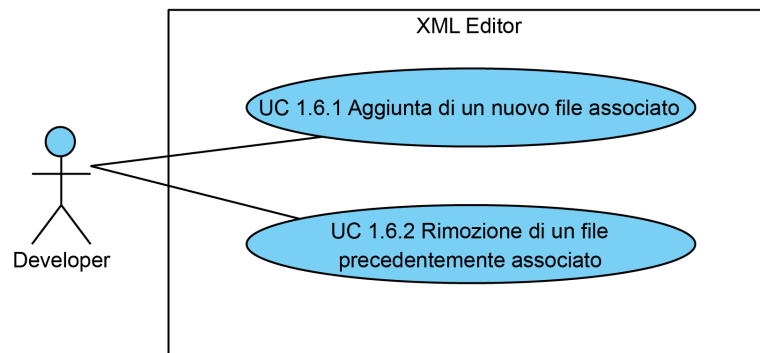 XML Editor
UC 1.6.1 Aggiunta di un nuovo file associato
UC 1.6.2 Rimozione di un file
precedentemente associato
Developer